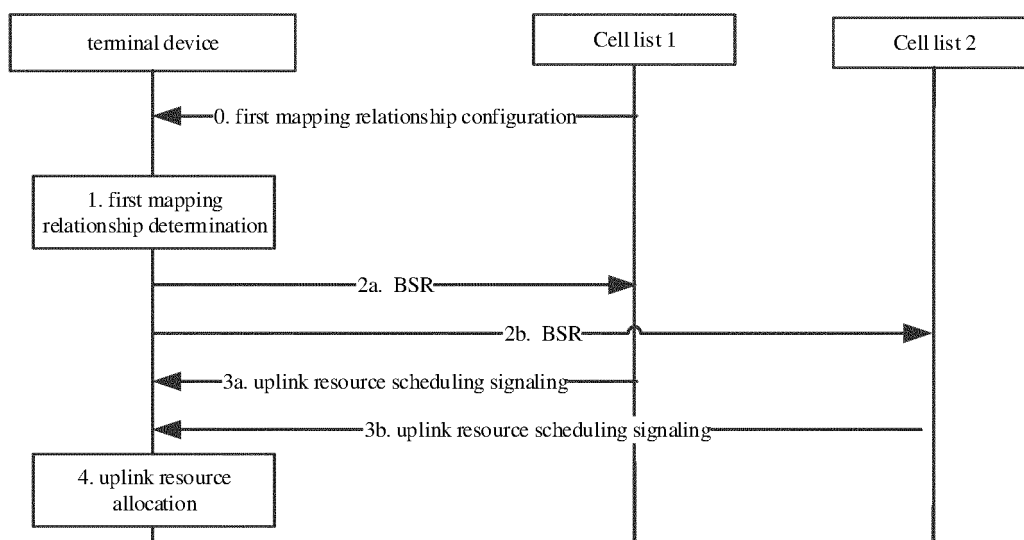 terminal device
Cell list 1
Cell list 2
0. first mapping relationship configuration
1. first mapping
relationship determination
2a. BSR
2b. BSR
3a. uplink resource scheduling signaling
3b. uplink resource scheduling signaling
4. uplink resource
allocation